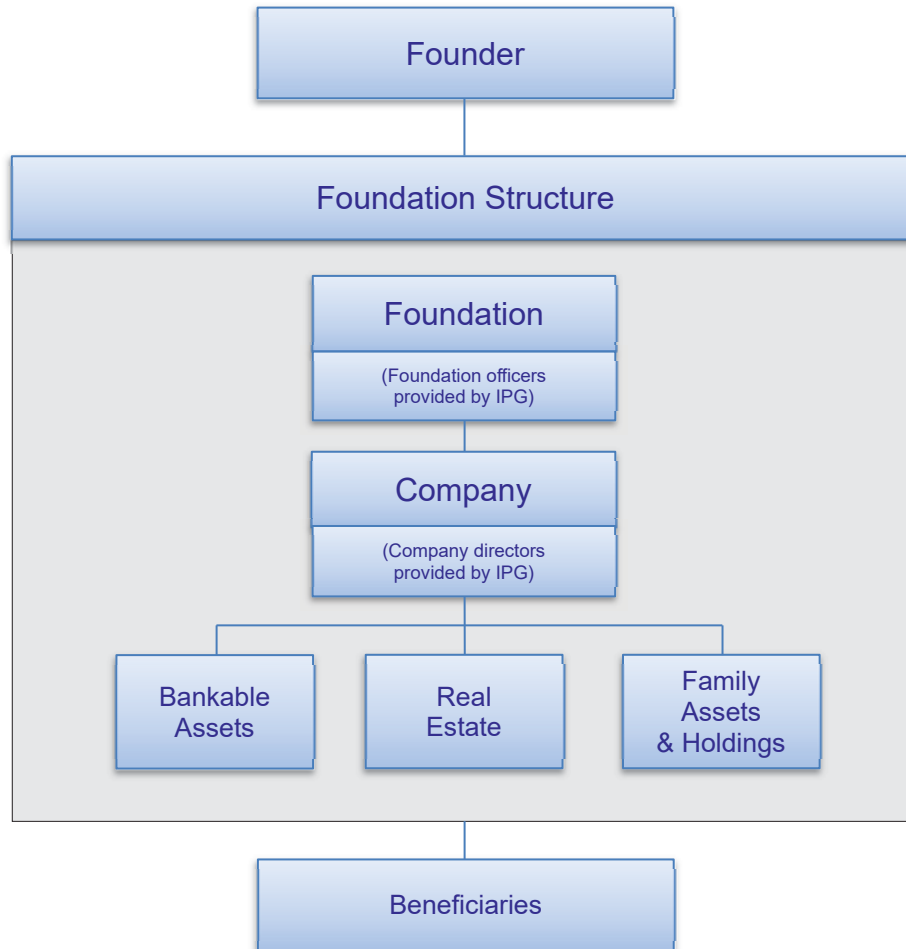 Founder
Foundation Structure
Foundation
(Foundation officers
provided by IPG)
Company
(Company directors
provided by IPG)
Bankable
Assets
Real
Estate
Family
Assets
& Holdings
Beneficiaries